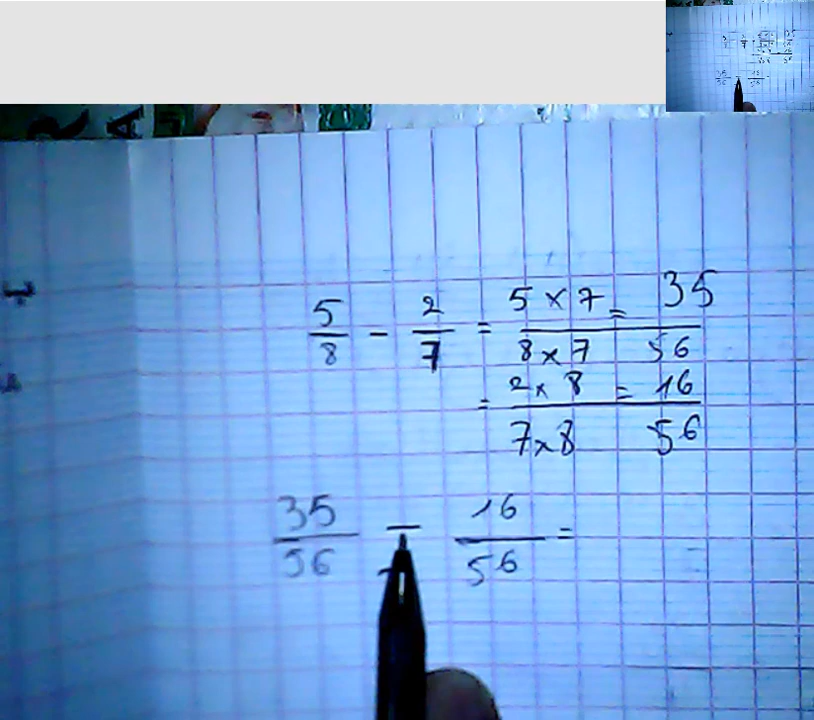 5/8 - 2/7 = 5 x 7 / 8 x 7 = 35 / 56
= 2 x 8 / 7 x 8 = 16 / 56
35/56 - 16/56 =